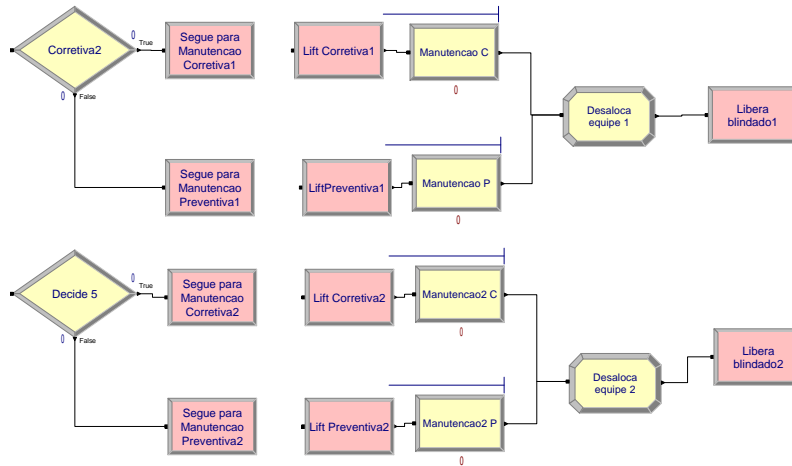 Corretiva2
0
True
0
False
Segue para
Manutencao
Corretiva1
Lift Corretiva1
Manutencao C
0
Segue para
Manutencao
Preventiva1
LiftPreventiva1
Manutencao P
0
Desaloca
equipe 1
Libera
blindado1
Decide 5
0
True
0
False
Segue para
Manutencao
Corretiva2
Lift Corretiva2
Manutencao2 C
0
Segue para
Manutencao
Preventiva2
Lift Preventiva2
Manutencao2 P
0
Desaloca
equipe 2
Libera
blindado2